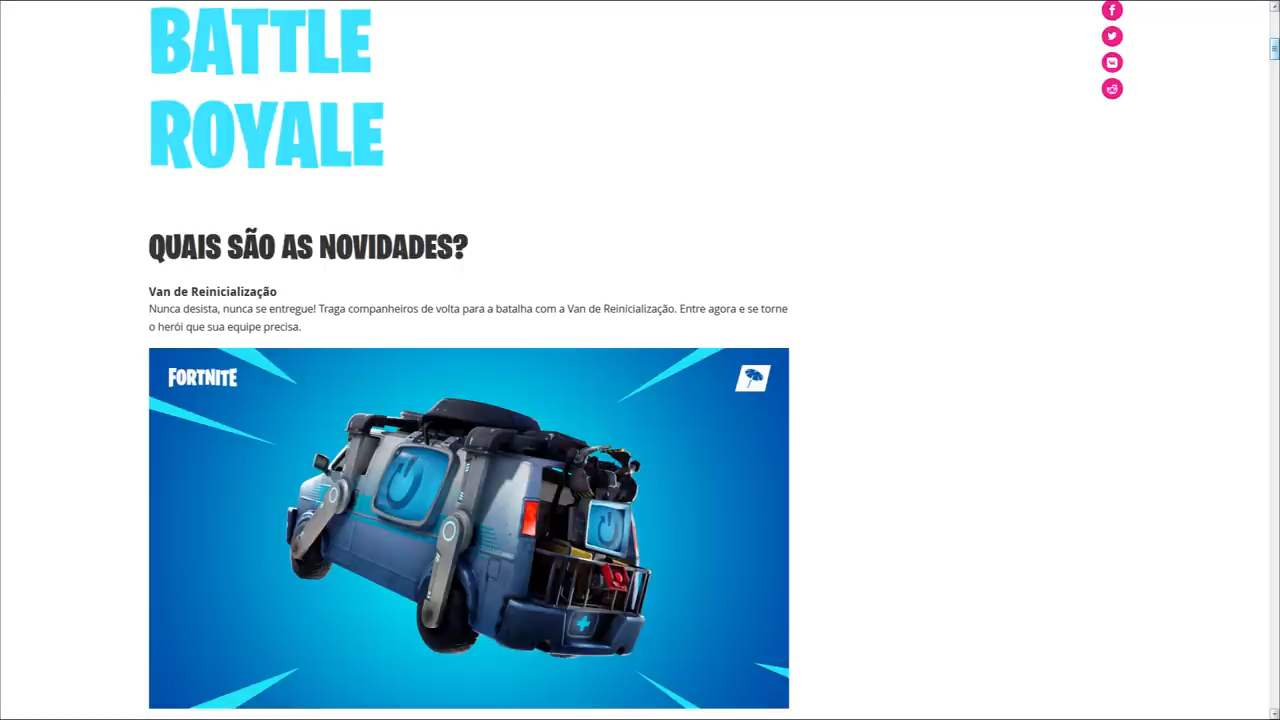 BATTLE
ROYALE
QUAIS SÃO AS NOVIDADES?
Van de Reinicialização
Nunca desista, nunca se entregue! Traga companheiros de volta para a batalha com a Van de Reinicialização. Entre agora e se torne
o herói que sua equipe precisa.
FORTNITE